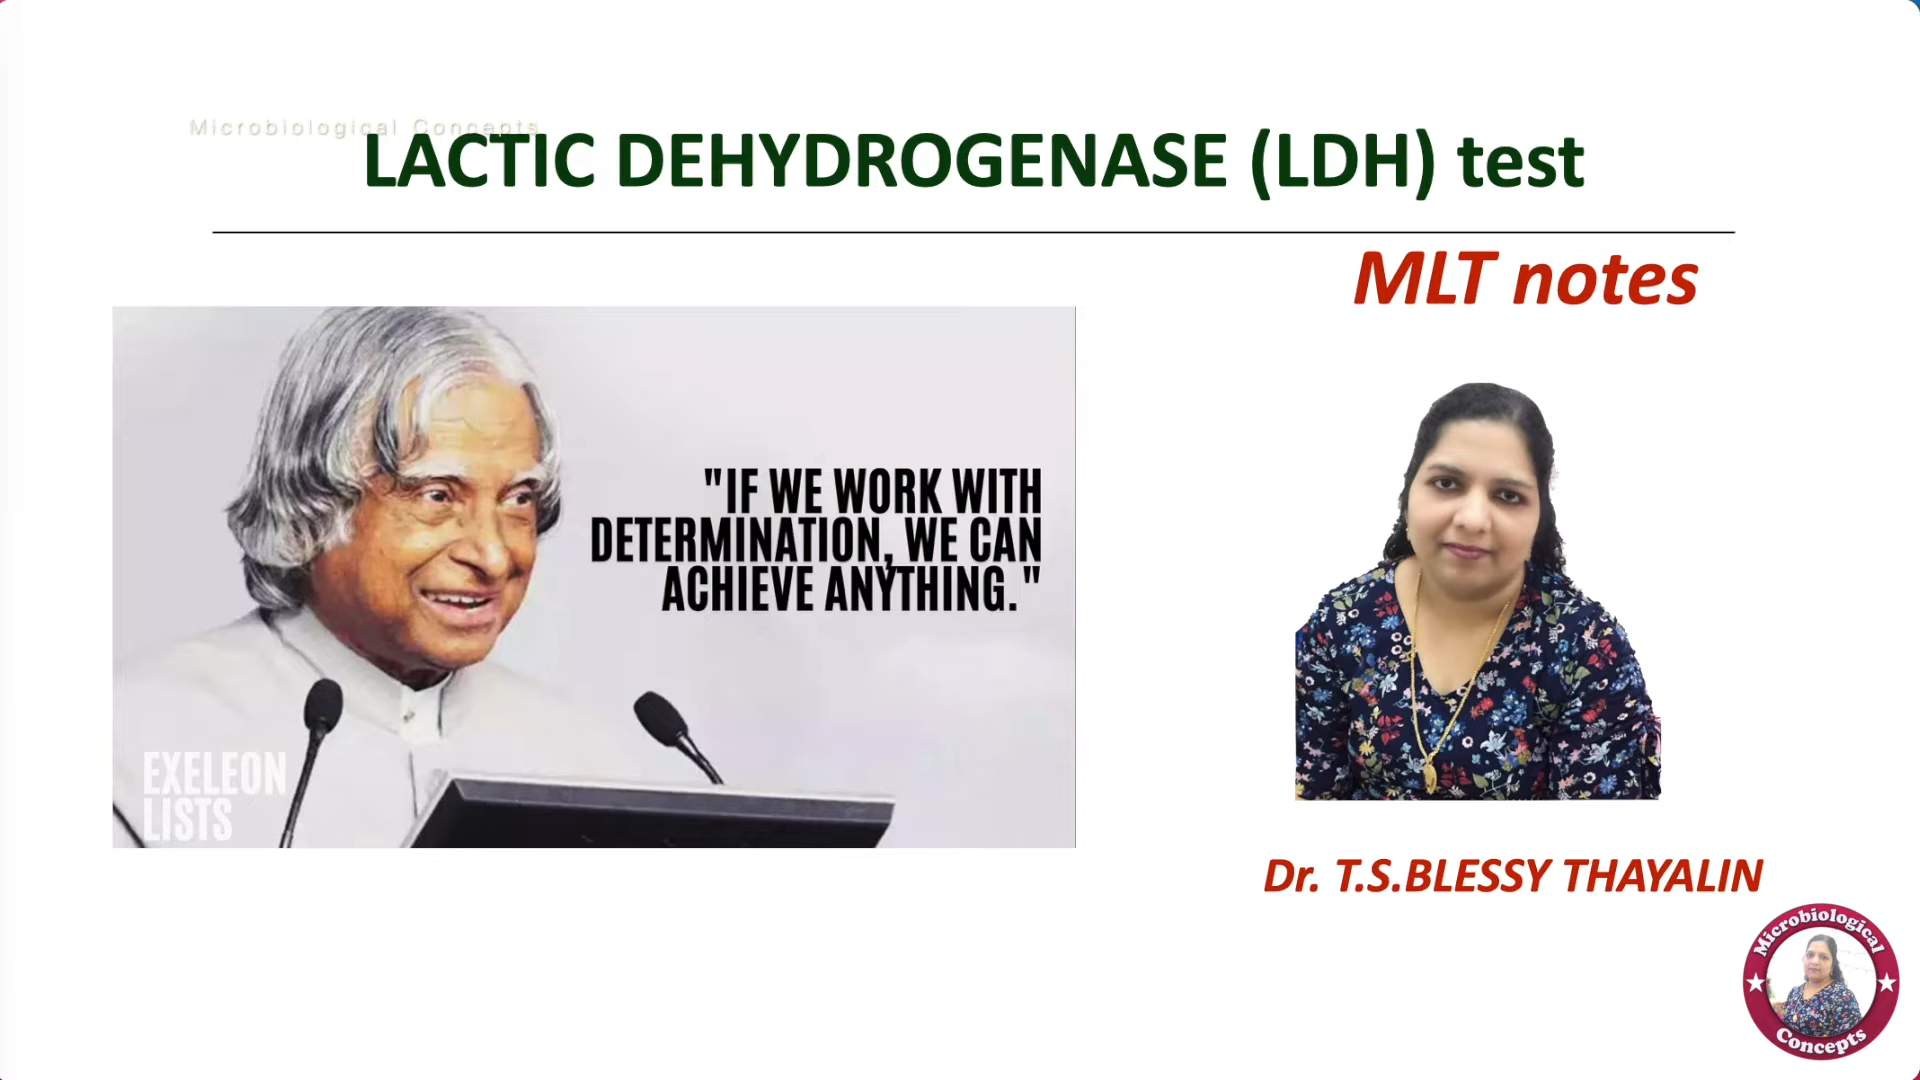 Microbiological Concepts
LACTIC DEHYDROGENASE (LDH) test
MLT notes
"IF WE WORK WITH
DETERMINATION, WE CAN
ACHIEVE ANYTHING."
EXELEON
LISTS
Dr. T.S.BLESSY THAYALIN
Microbiological
Concepts